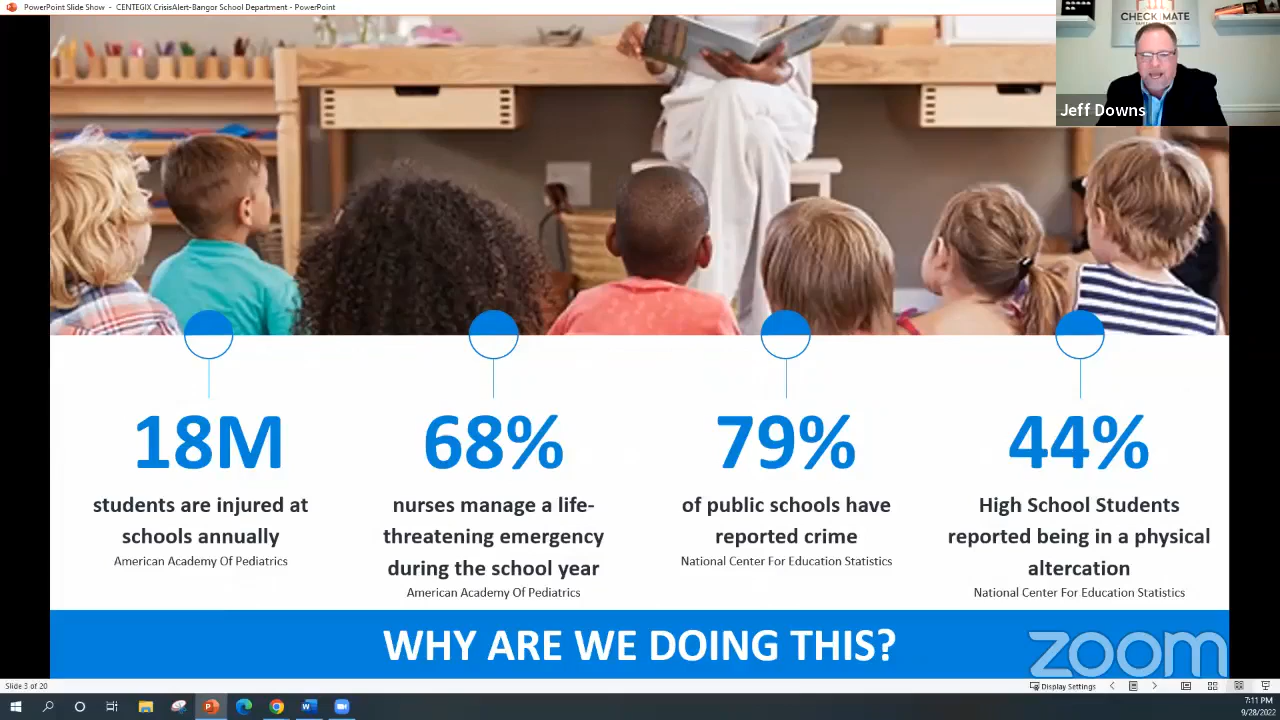 PowerPoint Slide Show - CENTEGIX CrisisAlert-Bangor School Department - PowerPoint
CHECKMATE
Jeff Downs
18M
students are injured at
schools annually
American Academy Of Pediatrics
68%
nurses manage a life-
threatening emergency
during the school year
American Academy Of Pediatrics
79%
of public schools have
reported crime
National Center For Education Statistics
44%
High School Students
reported being in a physical
altercation
National Center For Education Statistics
WHY ARE WE DOING THIS?
zoom
Slide 3 of 20
Display Settings
7:11 PM
9/28/2022